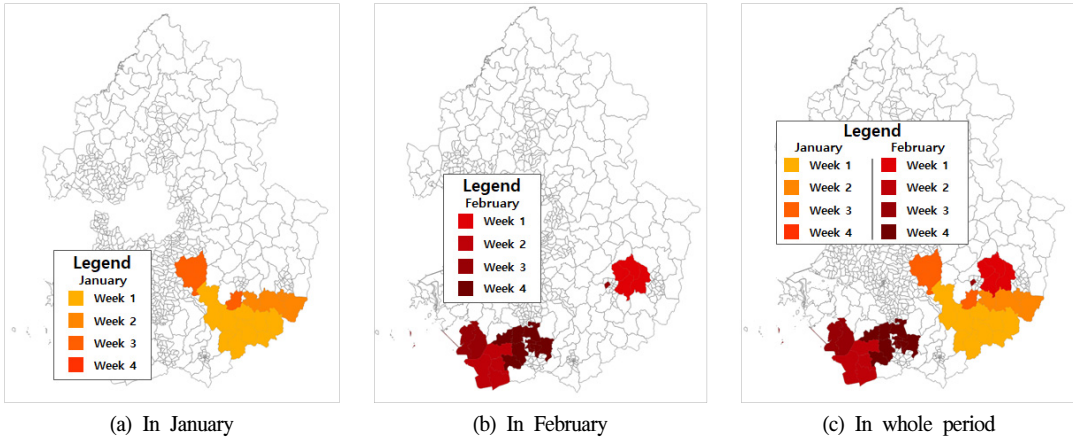 Legend
January
Week 1
Week 2
Week 3
Week 4
(a) In January
Legend
February
Week 1
Week 2
Week 3
Week 4
(b) In February
Legend
January February
Week 1 Week 1
Week 2 Week 2
Week 3 Week 3
Week 4 Week 4
(c) In whole period